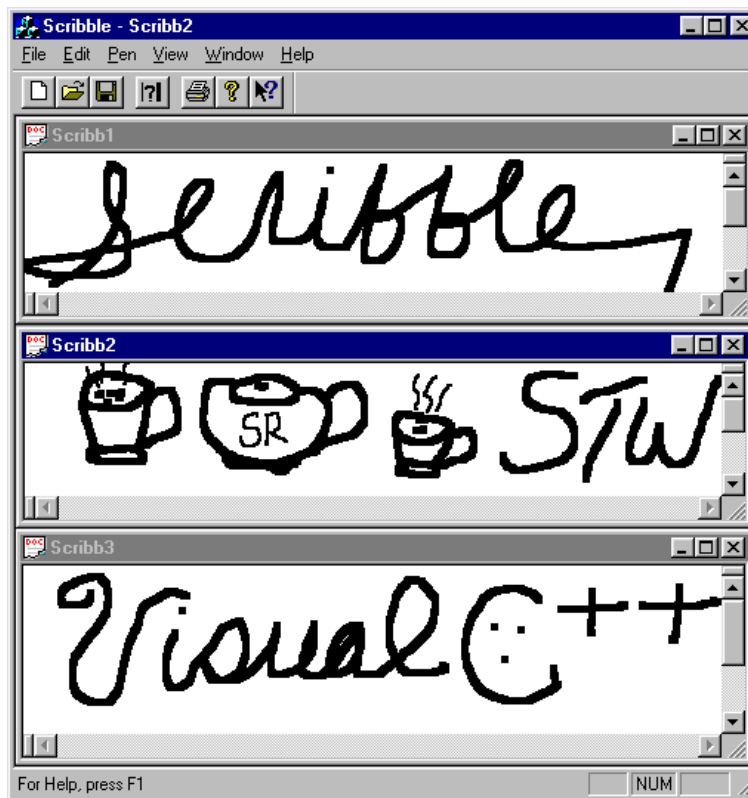 Scribble - Scribb2
File Edit Pen View Window Help
Scribb1
Scribble
Scribb2
SR STW
Scribb3
Visual C++
For Help, press F1 NUM